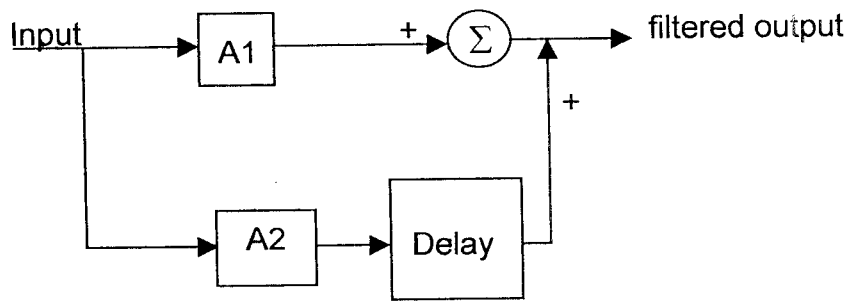 Input
A1
+
Σ
filtered output
+
A2
Delay